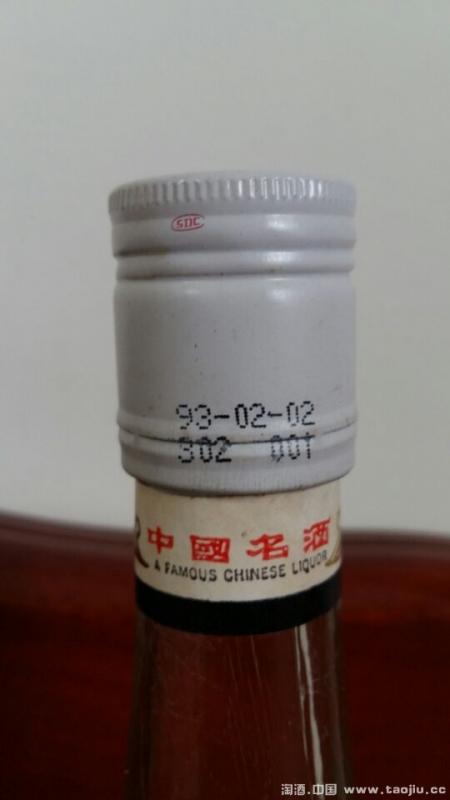 SDC
93-02-02
302 001
中國名酒
A FAMOUS CHINESE LIQUOR
淘酒.中国 www.taojiu.cc